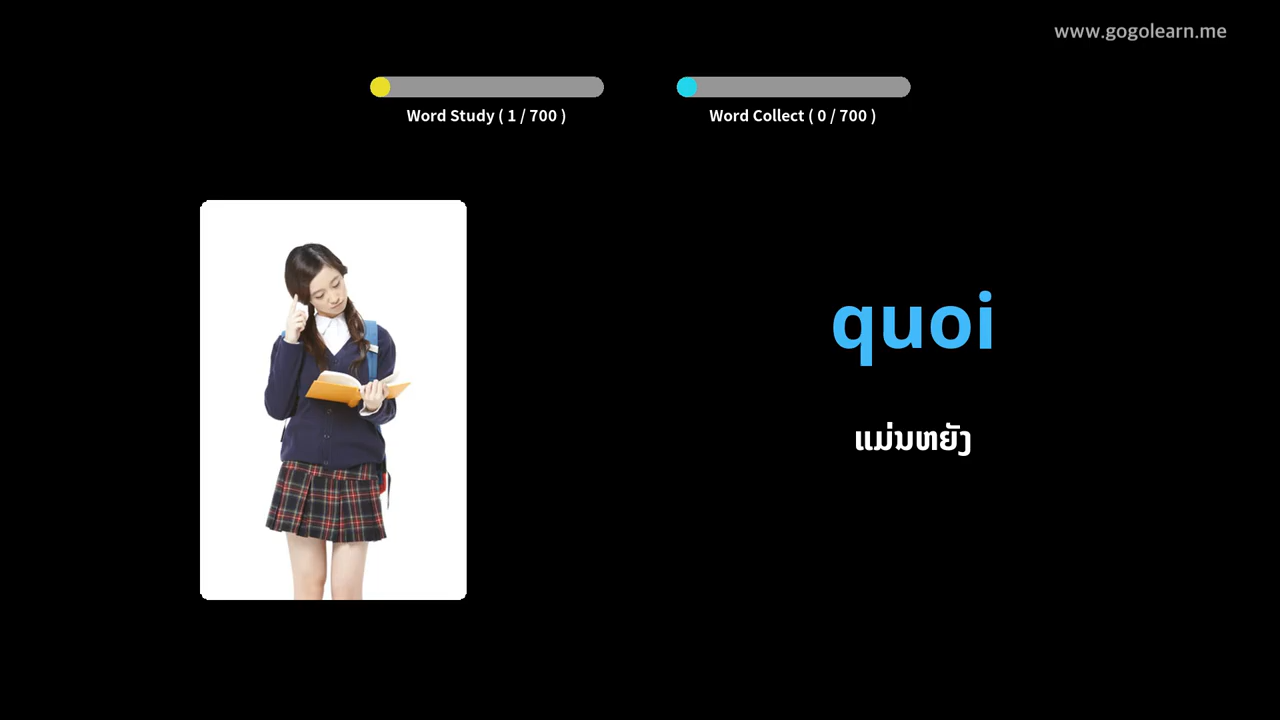 www.gogolearn.me
Word Study ( 1 / 700 )
Word Collect ( 0 / 700 )
quoi
ແມ່ນຫຍັງ